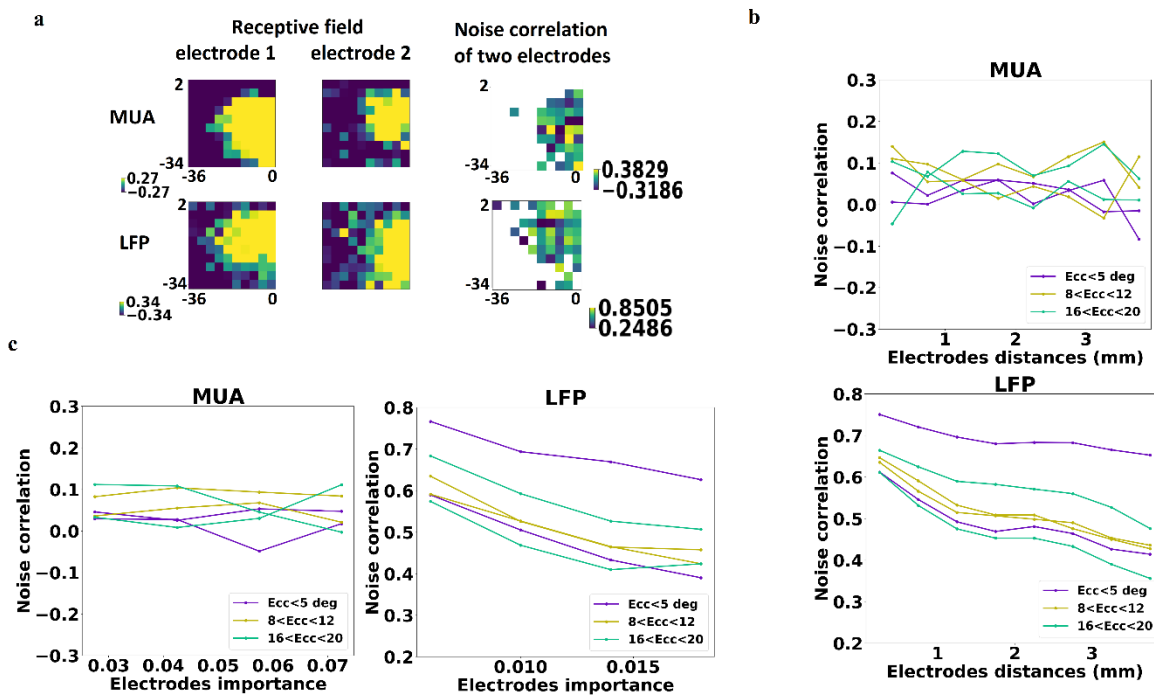 a
Receptive field
electrode 1 electrode 2
Noise correlation
of two electrodes
MUA
2
-34
-36 0
0.27
-0.27
0.3829
-0.3186
LFP
2
-34
-36 0
0.34
-0.34
2
-34
-36 0
0.8505
0.2486
b
MUA
Noise correlation
0.3
0.2
0.1
0.0
-0.1
-0.2
-0.3
Ecc<5 deg
8<Ecc<12
16<Ecc<20
1 2 3
Electrodes distances (mm)
LFP
Noise correlation
0.8
0.7
0.6
0.5
0.4
0.3
0.2
Ecc<5 deg
8<Ecc<12
16<Ecc<20
1 2 3
Electrodes distances (mm)
c
MUA
Noise correlation
0.3
0.2
0.1
0.0
-0.1
-0.2
-0.3
Ecc<5 deg
8<Ecc<12
16<Ecc<20
0.03 0.04 0.05 0.06 0.07
Electrodes importance
LFP
Noise correlation
0.8
0.7
0.6
0.5
0.4
0.3
0.2
Ecc<5 deg
8<Ecc<12
16<Ecc<20
0.010 0.015
Electrodes importance